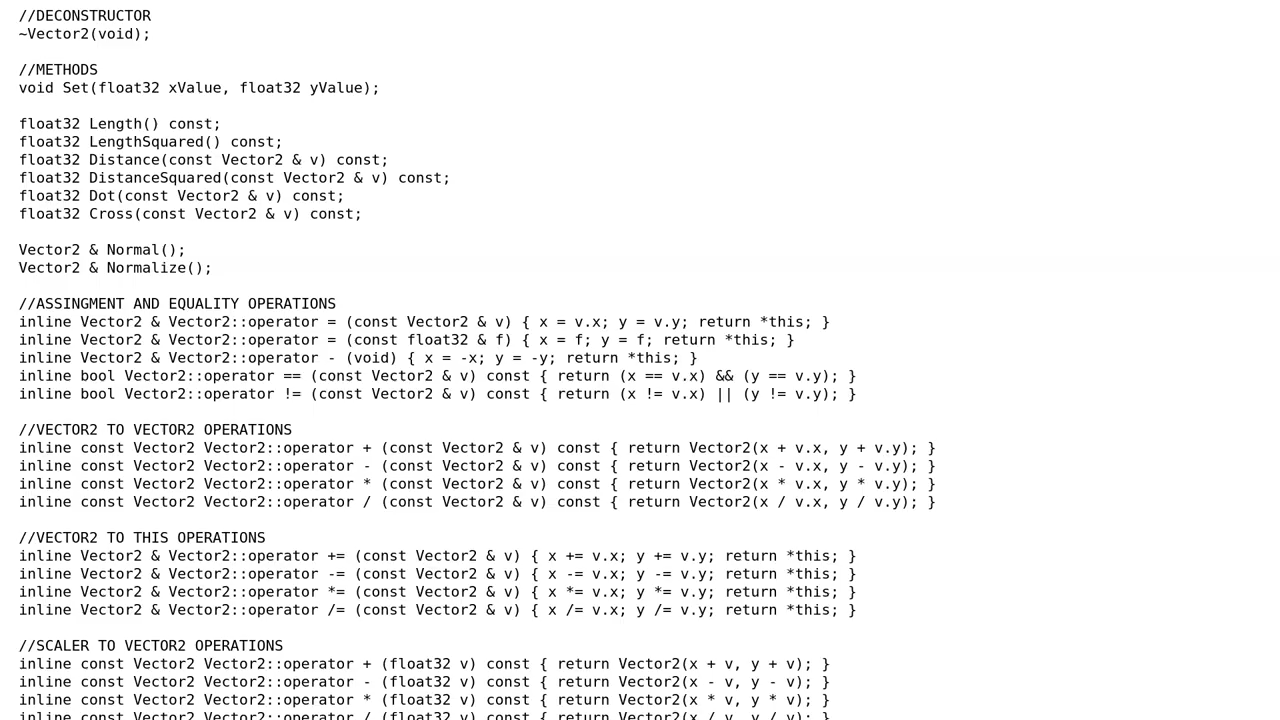 //DECONSTRUCTOR
~Vector2(void);
//METHODS
void Set(float32 xValue, float32 yValue);
float32 Length() const;
float32 LengthSquared() const;
float32 Distance(const Vector2 & v) const;
float32 DistanceSquared(const Vector2 & v) const;
float32 Dot(const Vector2 & v) const;
float32 Cross(const Vector2 & v) const;
Vector2 & Normal();
Vector2 & Normalize();
//ASSINGMENT AND EQUALITY OPERATIONS
inline Vector2 & Vector2::operator = (const Vector2 & v) { x = v.x; y = v.y; return *this; }
inline Vector2 & Vector2::operator = (const float32 & f) { x = f; y = f; return *this; }
inline Vector2 & Vector2::operator - (void) { x = -x; y = -y; return *this; }
inline bool Vector2::operator == (const Vector2 & v) const { return (x == v.x) && (y == v.y); }
inline bool Vector2::operator != (const Vector2 & v) const { return (x != v.x) || (y != v.y); }
//VECTOR2 TO VECTOR2 OPERATIONS
inline const Vector2 Vector2::operator + (const Vector2 & v) const { return Vector2(x + v.x, y + v.y); }
inline const Vector2 Vector2::operator - (const Vector2 & v) const { return Vector2(x - v.x, y - v.y); }
inline const Vector2 Vector2::operator * (const Vector2 & v) const { return Vector2(x * v.x, y * v.y); }
inline const Vector2 Vector2::operator / (const Vector2 & v) const { return Vector2(x / v.x, y / v.y); }
//VECTOR2 TO THIS OPERATIONS
inline Vector2 & Vector2::operator += (const Vector2 & v) { x += v.x; y += v.y; return *this; }
inline Vector2 & Vector2::operator -= (const Vector2 & v) { x -= v.x; y -= v.y; return *this; }
inline Vector2 & Vector2::operator *= (const Vector2 & v) { x *= v.x; y *= v.y; return *this; }
inline Vector2 & Vector2::operator /= (const Vector2 & v) { x /= v.x; y /= v.y; return *this; }
//SCALER TO VECTOR2 OPERATIONS
inline const Vector2 Vector2::operator + (float32 v) const { return Vector2(x + v, y + v); }
inline const Vector2 Vector2::operator - (float32 v) const { return Vector2(x - v, y - v); }
inline const Vector2 Vector2::operator * (float32 v) const { return Vector2(x * v, y * v); }
inline const Vector2 Vector2::operator / (float32 v) const { return Vector2(x / v, y / v); }